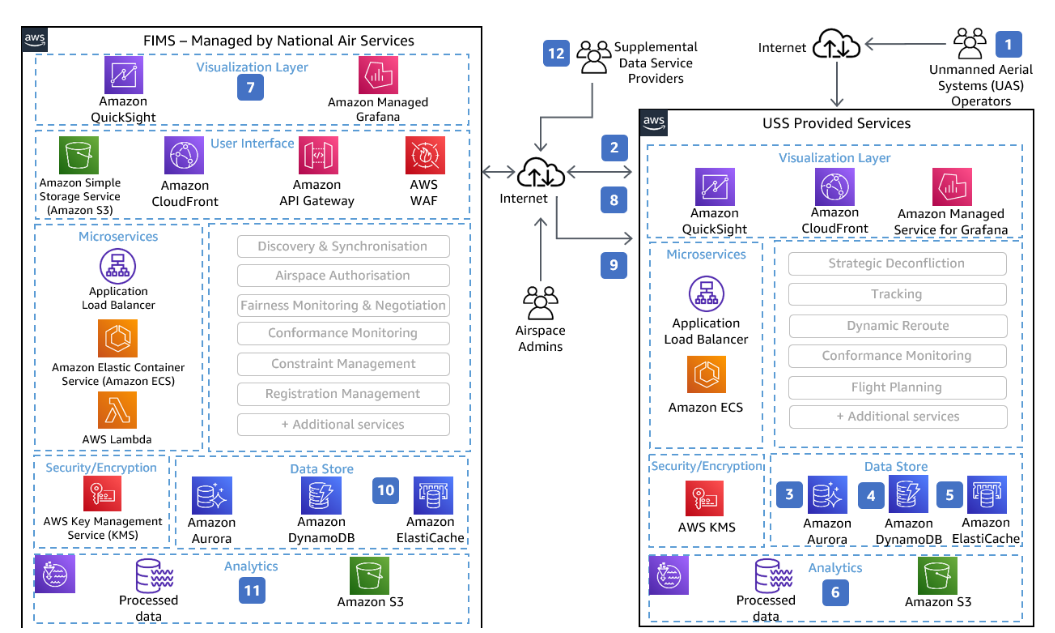 aws
FIMS – Managed by National Air Services
Visualization Layer
7
Amazon
QuickSight
Amazon Managed
Grafana
User Interface
Amazon Simple
Storage Service
(Amazon S3)
Amazon
CloudFront
Amazon
API Gateway
AWS
WAF
Microservices
Application
Load Balancer
Amazon Elastic Container
Service (Amazon ECS)
AWS Lambda
Discovery & Synchronisation
Airspace Authorisation
Fairness Monitoring & Negotiation
Conformance Monitoring
Constraint Management
Registration Management
+ Additional services
Security/Encryption
AWS Key Management
Service (KMS)
Data Store
10
Amazon
Aurora
Amazon
DynamoDB
Amazon
ElastiCache
Analytics
11
Processed
data
Amazon S3
12
Supplemental
Data Service
Providers
Internet
2
8
9
Airspace
Admins
Internet
1
Unmanned Aerial
Systems (UAS)
Operators
aws
USS Provided Services
Visualization Layer
Amazon
QuickSight
Amazon
CloudFront
Amazon Managed
Service for Grafana
Microservices
Application
Load Balancer
Amazon ECS
Strategic Deconfliction
Tracking
Dynamic Reroute
Conformance Monitoring
Flight Planning
+ Additional services
Security/Encryption
AWS KMS
Data Store
3
Amazon
Aurora
4
Amazon
DynamoDB
5
Amazon
ElastiCache
Analytics
6
Processed
data
Amazon S3